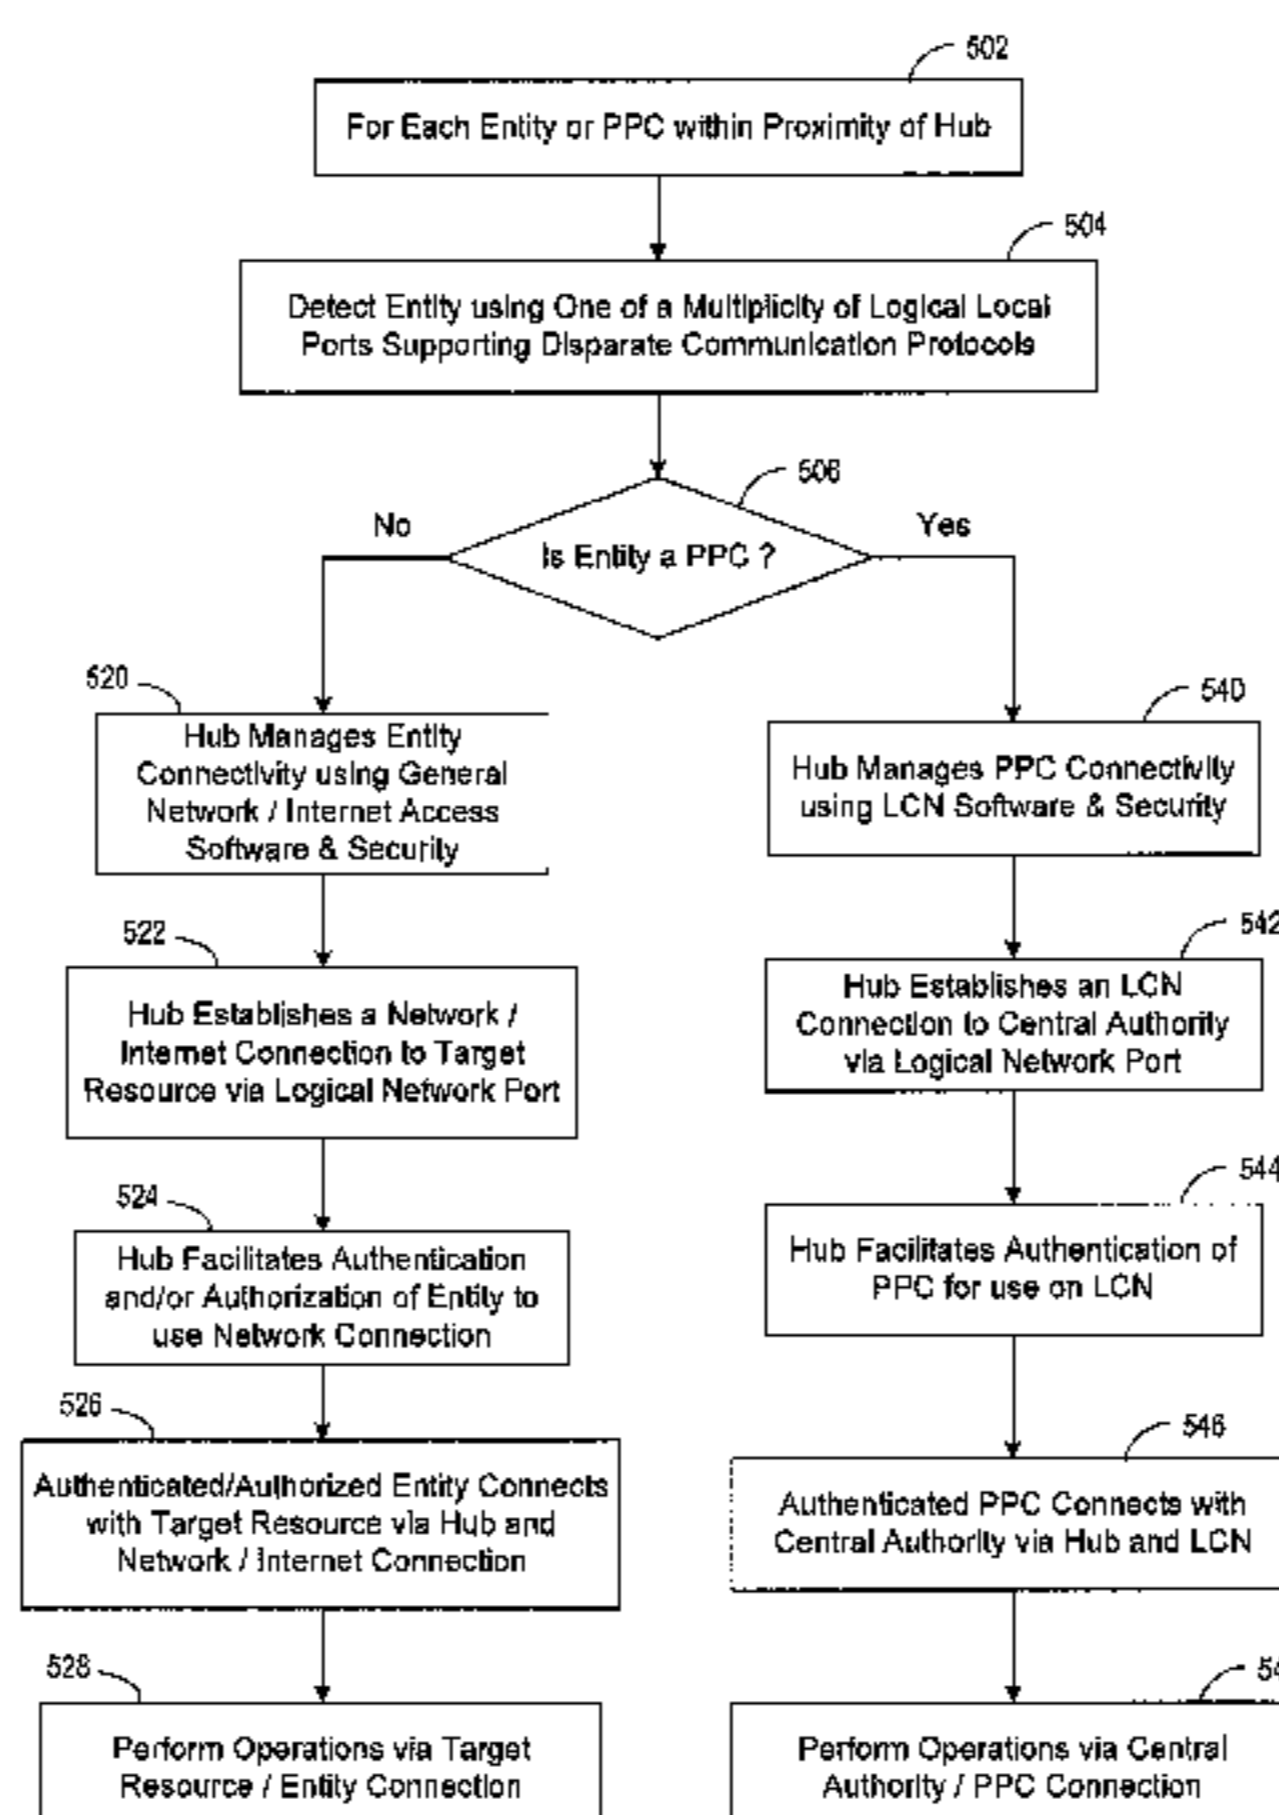 502
For Each Entity or PPC within Proximity of Hub
504
Detect Entity using One of a Multiplicity of Logical Local
Ports Supporting Disparate Communication Protocols
506
No
Yes
Is Entity a PPC ?
520
Hub Manages Entity
Connectivity using General
Network / Internet Access
Software & Security
522
Hub Establishes a Network /
Internet Connection to Target
Resource via Logical Network Port
524
Hub Facilitates Authentication
and/or Authorization of Entity to
use Network Connection
526
Authenticated/Authorized Entity Connects
with Target Resource via Hub and
Network / Internet Connection
528
Perform Operations via Target
Resource / Entity Connection
540
Hub Manages PPC Connectivity
using LCN Software & Security
542
Hub Establishes an LCN
Connection to Central Authority
via Logical Network Port
544
Hub Facilitates Authentication of
PPC for use on LCN
546
Authenticated PPC Connects with
Central Authority via Hub and LCN
Perform Operations via Central
Authority / PPC Connection